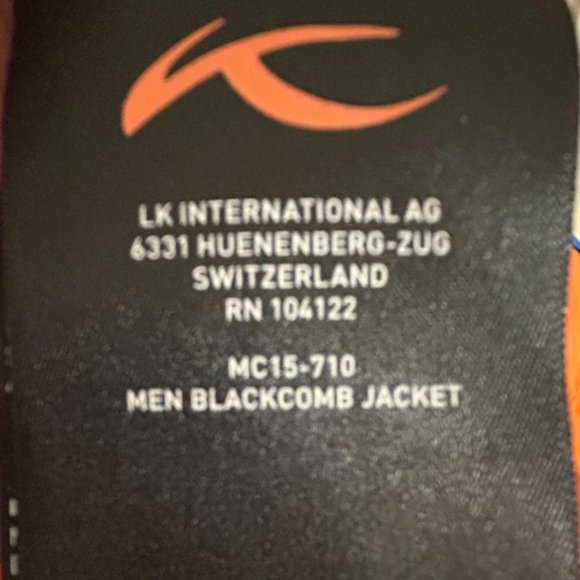 LK INTERNATIONAL AG
6331 HUENENBERG-ZUG
SWITZERLAND
RN 104122
MC15-710
MEN BLACKCOMB JACKET